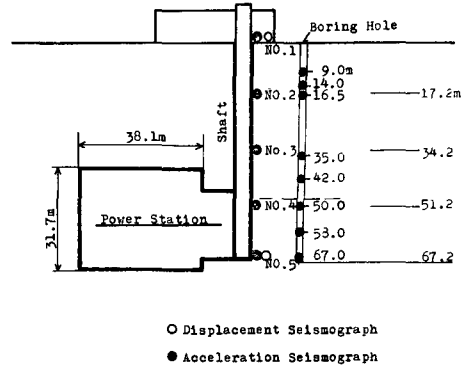 Boring Hole
NO.1
9.0m
14.0
NO.2
16.5
17.2m
38.1m
Shaft
NO.3
35.0
34.2
42.0
31.7m
Power Station
NO.4
50.0
51.2
53.0
NO.5
67.0
67.2
Displacement Seismograph
Acceleration Seismograph